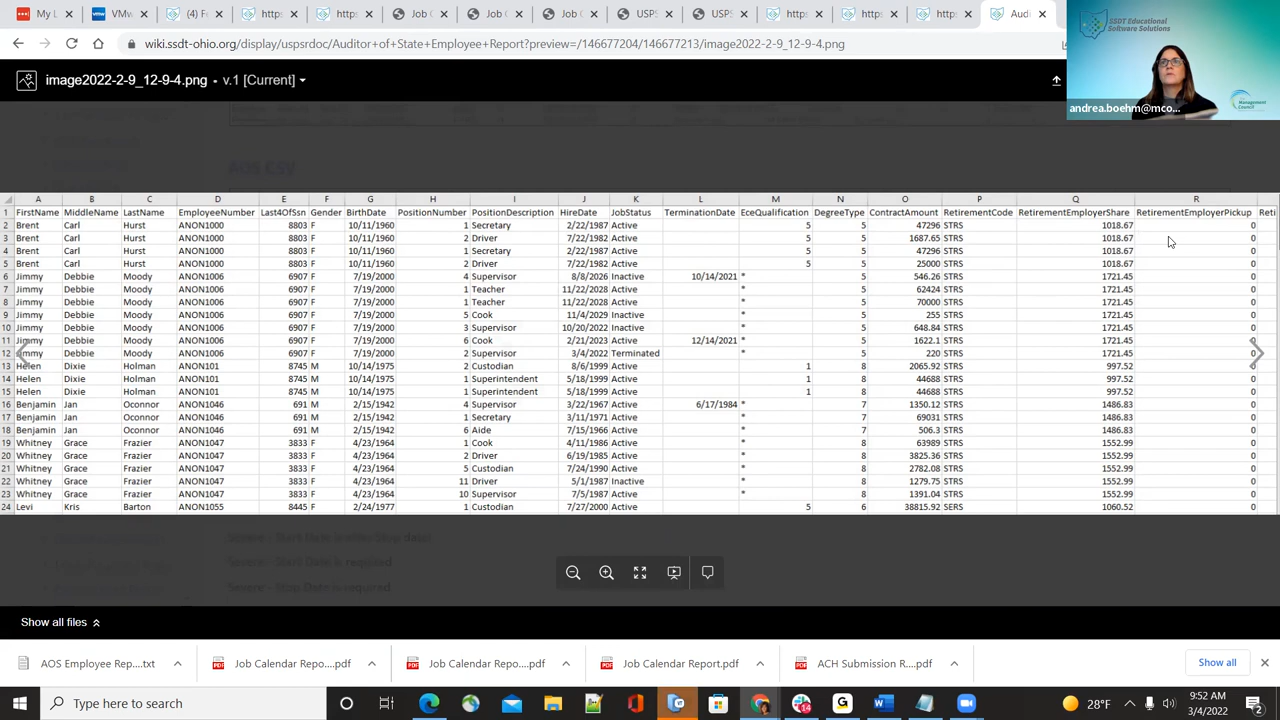 My L
VMw
(4) F
https
https
Job C
Job C
Job C
USPS
USPS
https
https
Audi
wiki.ssdt-ohio.org/display/uspsrdoc/Auditor+of+State+Employee+Report?preview=/146677204/146677213/image2022-2-9_12-9-4.png
SSDT Educational
Software Solutions
Management
Council
andrea.boehm@mco...
image2022-2-9_12-9-4.png - v.1 [Current]
AOS CSV
A B C D E F G H I J K L M N O P Q R
1 FirstName MiddleName LastName EmployeeNumber Last4OfSsn Gender BirthDate PositionNumber PositionDescription HireDate JobStatus TerminationDate EceQualification DegreeType ContractAmount RetirementCode RetirementEmployerShare RetirementEmployerPickup Reti
2 Brent Carl Hurst ANON1000 8803 F 10/11/1960 1 Secretary 2/22/1987 Active 5 5 47296 STRS 1018.67 0
3 Brent Carl Hurst ANON1000 8803 F 10/11/1960 2 Driver 7/22/1982 Active 5 5 1687.65 STRS 1018.67 0
4 Brent Carl Hurst ANON1000 8803 F 10/11/1960 1 Secretary 2/22/1987 Active 5 5 47296 STRS 1018.67 0
5 Brent Carl Hurst ANON1000 8803 F 10/11/1960 2 Driver 7/22/1982 Active 5 5 25000 STRS 1018.67 0
6 Jimmy Debbie Moody ANON1006 6907 F 7/19/2000 4 Supervisor 8/8/2026 Inactive 10/14/2021 * 5 546.26 STRS 1721.45 0
7 Jimmy Debbie Moody ANON1006 6907 F 7/19/2000 1 Teacher 11/22/2028 Active * 5 62424 STRS 1721.45 0
8 Jimmy Debbie Moody ANON1006 6907 F 7/19/2000 1 Teacher 11/22/2028 Active * 5 70000 STRS 1721.45 0
9 Jimmy Debbie Moody ANON1006 6907 F 7/19/2000 5 Cook 11/4/2029 Inactive * 5 255 STRS 1721.45 0
10 Jimmy Debbie Moody ANON1006 6907 F 7/19/2000 3 Supervisor 10/20/2022 Inactive * 5 648.84 STRS 1721.45 0
11 Jimmy Debbie Moody ANON1006 6907 F 7/19/2000 6 Cook 2/21/2023 Active 12/14/2021 * 5 1622.1 STRS 1721.45 0
12 Jimmy Debbie Moody ANON1006 6907 F 7/19/2000 2 Supervisor 3/4/2022 Terminated * 5 220 STRS 1721.45
13 Helen Dixie Holman ANON101 8745 M 10/14/1975 2 Custodian 8/6/1999 Active 1 8 2065.92 STRS 997.52 0
14 Helen Dixie Holman ANON101 8745 M 10/14/1975 1 Superintendent 5/18/1999 Active 1 8 44688 STRS 997.52 0
15 Helen Dixie Holman ANON101 8745 M 10/14/1975 1 Superintendent 5/18/1999 Active 1 8 44688 STRS 997.52 0
16 Benjamin Jan Oconnor ANON1046 691 M 2/15/1942 4 Supervisor 3/22/1967 Active 6/17/1984 * 7 1350.12 STRS 1486.83 0
17 Benjamin Jan Oconnor ANON1046 691 M 2/15/1942 1 Secretary 3/11/1971 Active * 7 69031 STRS 1486.83 0
18 Benjamin Jan Oconnor ANON1046 691 M 2/15/1942 6 Aide 7/15/1966 Active * 7 506.3 STRS 1486.83 0
19 Whitney Grace Frazier ANON1047 3833 F 4/23/1964 1 Cook 4/11/1986 Active * 8 63989 STRS 1552.99 0
20 Whitney Grace Frazier ANON1047 3833 F 4/23/1964 2 Driver 6/19/1985 Active * 8 3825.36 STRS 1552.99 0
21 Whitney Grace Frazier ANON1047 3833 F 4/23/1964 5 Custodian 7/24/1990 Active * 8 2782.08 STRS 1552.99 0
22 Whitney Grace Frazier ANON1047 3833 F 4/23/1964 11 Driver 5/1/1987 Inactive * 8 1279.75 STRS 1552.99 0
23 Whitney Grace Frazier ANON1047 3833 F 4/23/1964 10 Supervisor 7/5/1987 Active * 8 1391.04 STRS 1552.99 0
24 Levi Kris Barton ANON1055 8445 F 2/24/1977 1 Custodian 7/27/2000 Active 5 6 38815.92 SERS 1060.52 0
Severe - Stop Date is required
Show all files
AOS Employee Rep....txt
Job Calendar Repo....pdf
Job Calendar Repo....pdf
Job Calendar Report.pdf
ACH Submission R....pdf
Show all
Type here to search
14
28°F
9:52 AM
3/4/2022
2